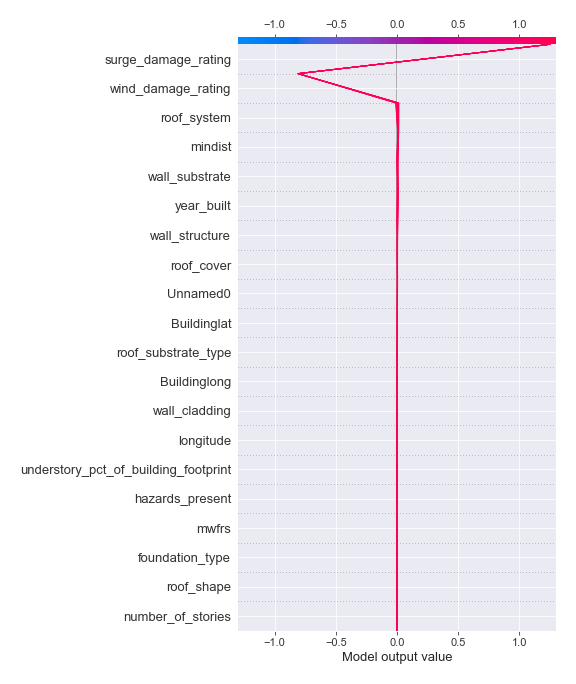 −1.0 −0.5 0.0 0.5 1.0
surge_damage_rating
wind_damage_rating
roof_system
mindist
wall_substrate
year_built
wall_structure
roof_cover
Unnamed0
Buildinglat
roof_substrate_type
Buildinglong
wall_cladding
longitude
understory_pct_of_building_footprint
hazards_present
mwfrs
foundation_type
roof_shape
number_of_stories
−1.0 −0.5 0.0 0.5 1.0
Model output value